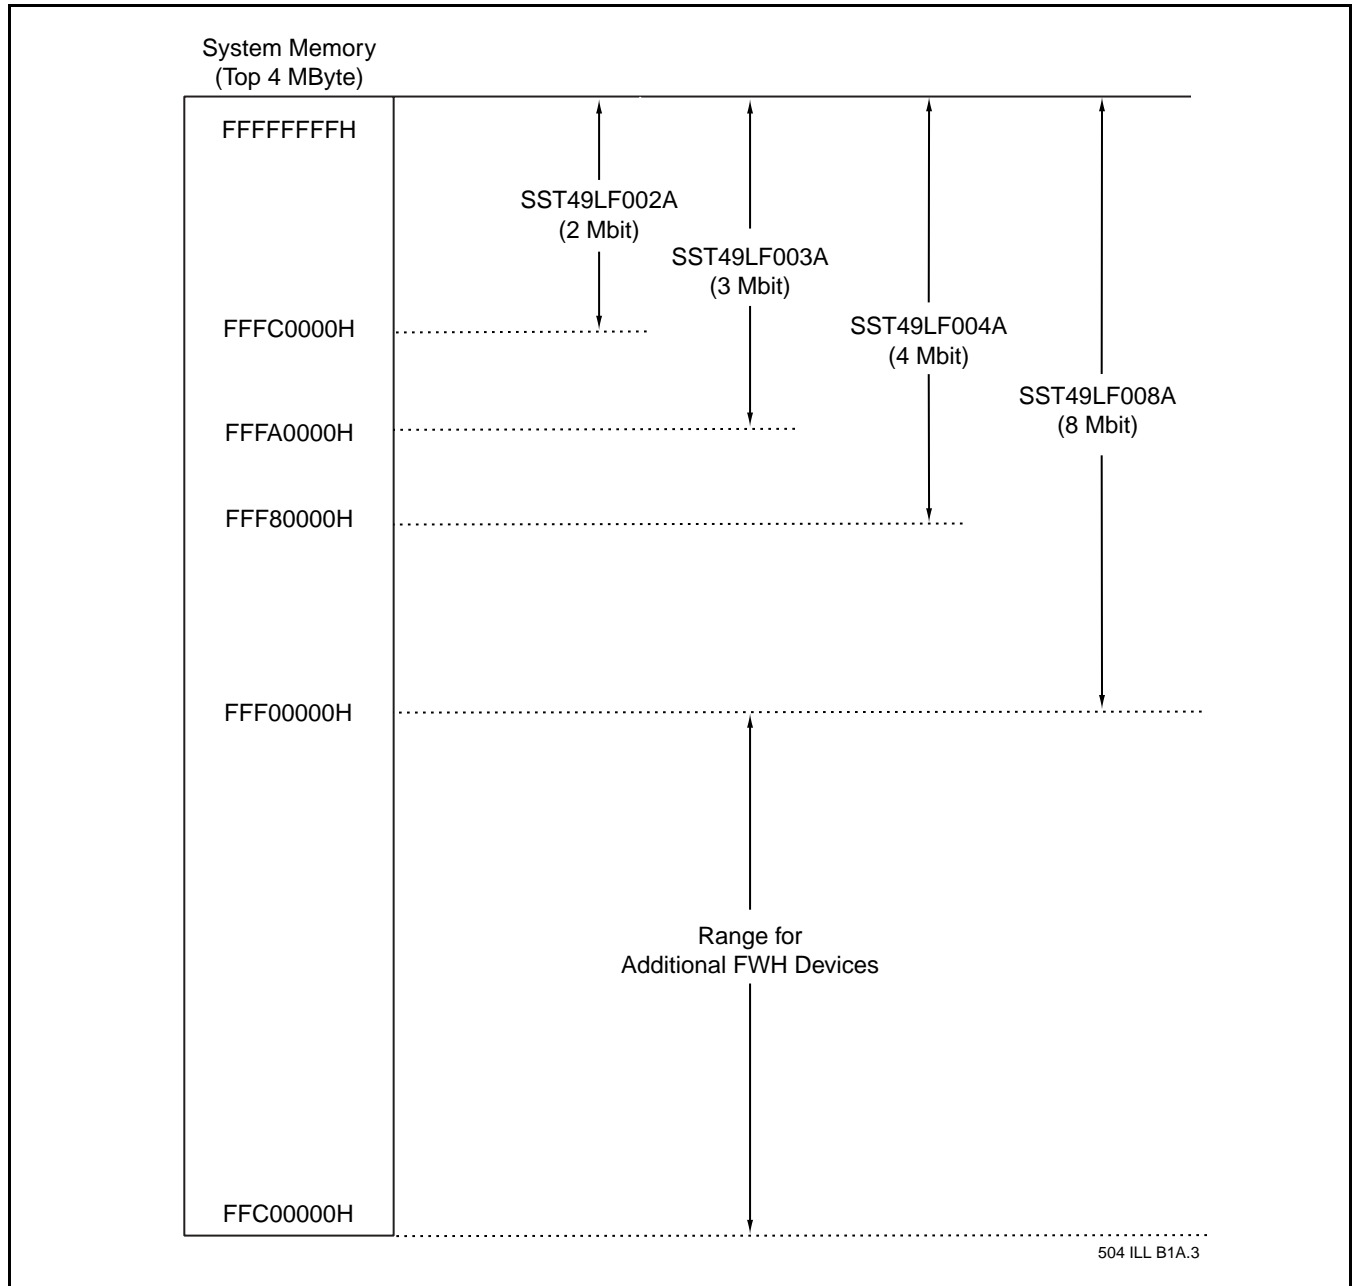 System Memory
(Top 4 MByte)
FFFFFFFFH
SST49LF002A
(2 Mbit)
SST49LF003A
(3 Mbit)
FFFC0000H
SST49LF004A
(4 Mbit)
SST49LF008A
(8 Mbit)
FFFA0000H
FFF80000H
FFF00000H
Range for
Additional FWH Devices
FFC00000H
504 ILL B1A.3